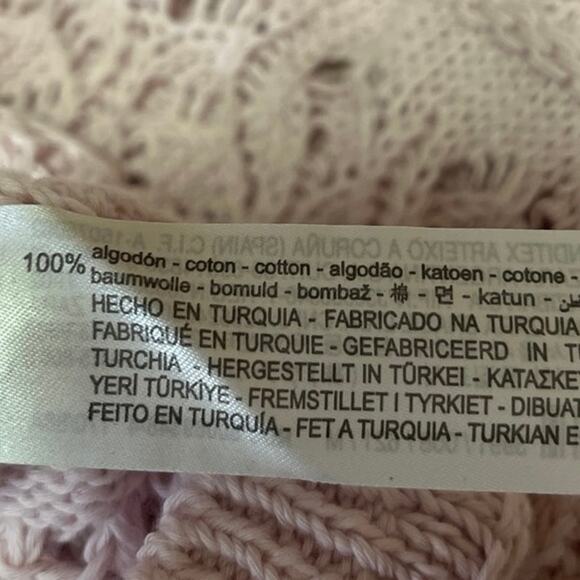 100% algodón - coton - cotton - algodão - katoen - cotone -
baumwolle - bomuld - bombaž - 棉 - 면 - katun -
HECHO EN TURQUIA - FABRICADO NA TURQUIA
FABRIQUÉ EN TURQUIE - GEFABRICEERD IN
TURCHIA - HERGESTELLT IN TÜRKEI - ΚΑΤΑΣΚΕ
YERİ TÜRKİYE - FREMSTILLET I TYRKIET - DIBUAT
FEITO EN TURQUÍA - FET A TURQUIA - TURKIAN E